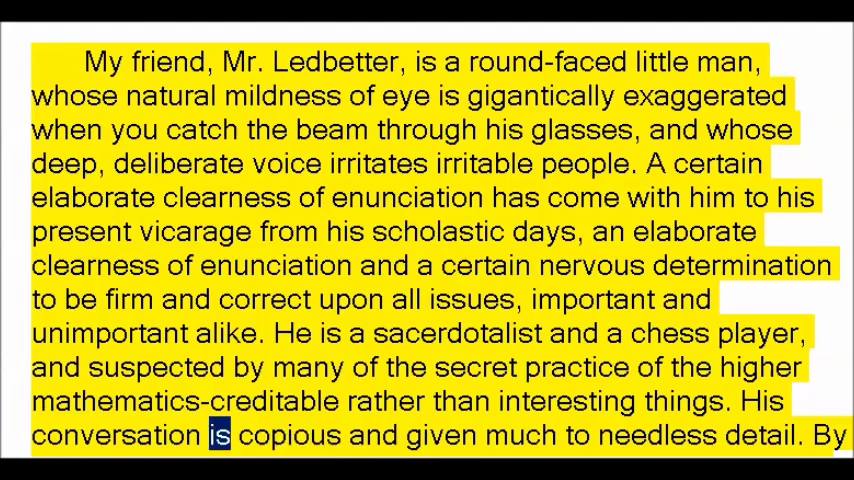 My friend, Mr. Ledbetter, is a round-faced little man,
whose natural mildness of eye is gigantically exaggerated
when you catch the beam through his glasses, and whose
deep, deliberate voice irritates irritable people. A certain
elaborate clearness of enunciation has come with him to his
present vicarage from his scholastic days, an elaborate
clearness of enunciation and a certain nervous determination
to be firm and correct upon all issues, important and
unimportant alike. He is a sacerdotalist and a chess player,
and suspected by many of the secret practice of the higher
mathematics-creditable rather than interesting things. His
conversation is copious and given much to needless detail. By